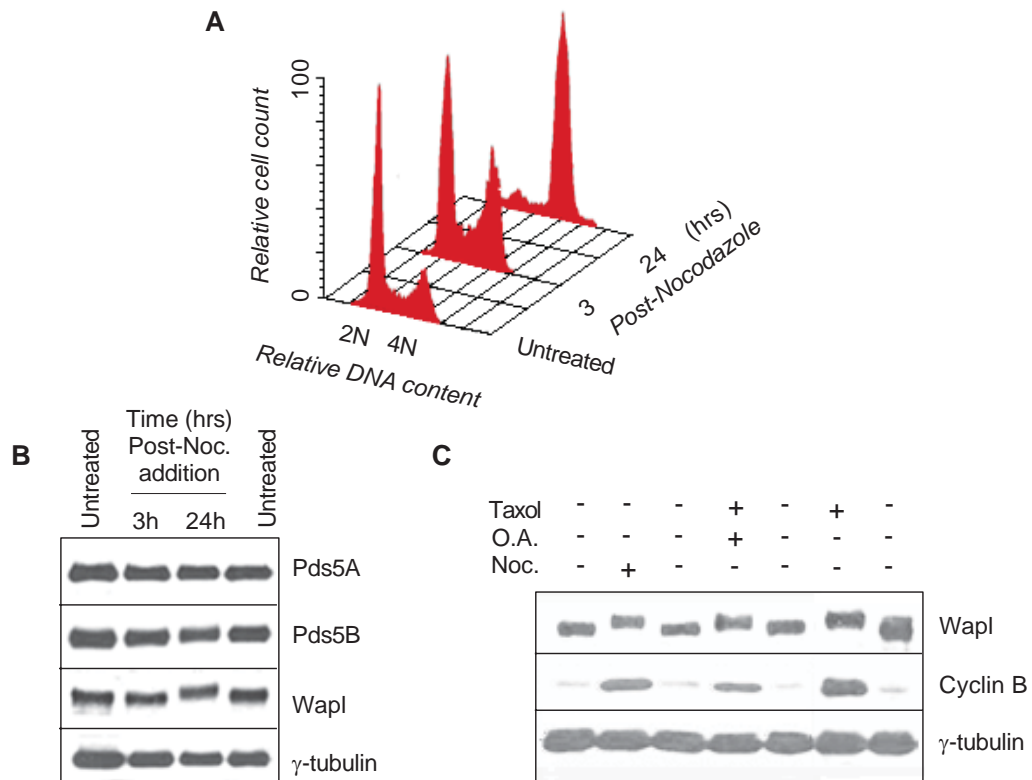 A
Relative cell count
100
0
2N 4N
Relative DNA content
Untreated
3
24
(hrs)
Post-Nocodazole
B
Untreated
Time (hrs)
Post-Noc.
addition
3h 24h
Untreated
Pds5A
Pds5B
Wapl
γ-tubulin
C
Taxol - - - + - + -
O.A. - - - + - - -
Noc. - + - - - - -
Wapl
Cyclin B
γ-tubulin